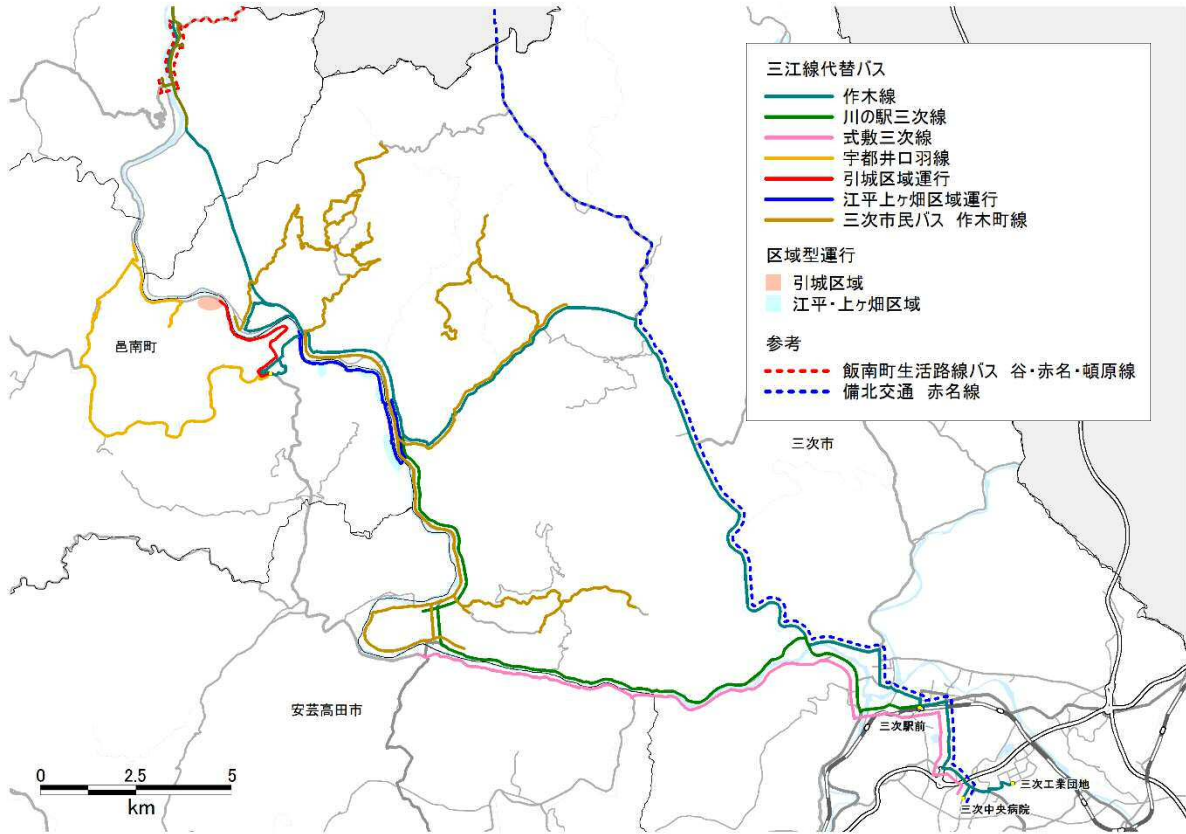 三江線代替バス
作木線
川の駅三次線
式敷三次線
宇都井口羽線
引城区域運行
江平上ヶ畑区域運行
三次市民バス 作木町線
区域型運行
引城区域
江平・上ヶ畑区域
参考
飯南町生活路線バス 谷・赤名・頓原線
備北交通 赤名線
邑南町
三次市
安芸高田市
三次駅前
三次工業団地
三次中央病院
0 2.5 5
km